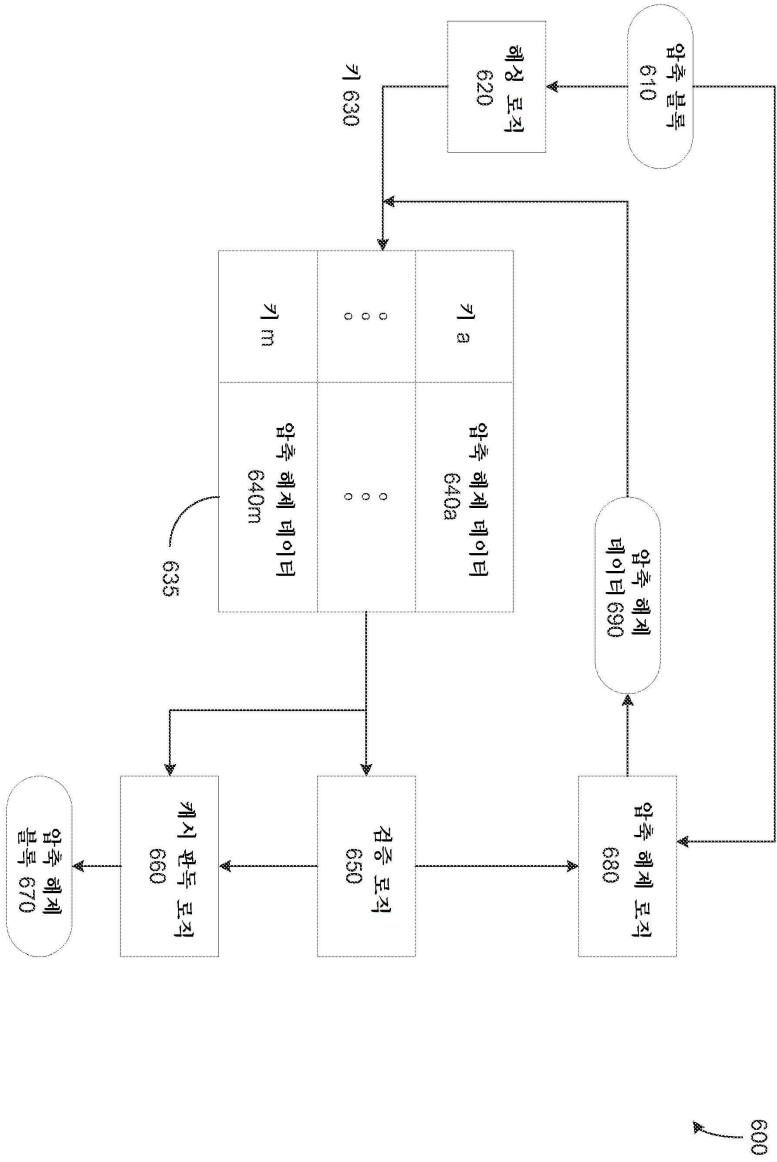 600
압축 블록
610
압축 해제
데이터 690
압축 해제 로직
680
해싱 로직
620
키 630
키 a
압축 해제 데이터
640a
키 m
압축 해제 데이터
640m
635
검증 로직
650
캐시 판독 로직
660
압축 해제
블록 670